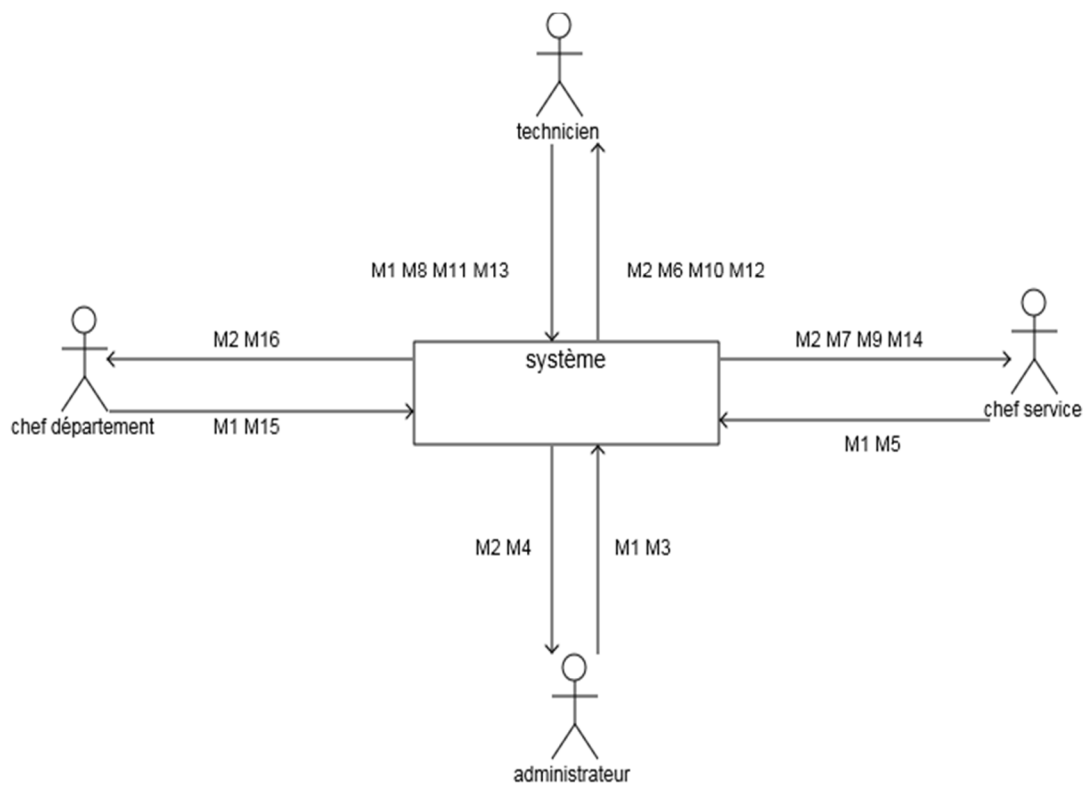 technicien
M1 M8 M11 M13
M2 M6 M10 M12
M2 M16
système
M2 M7 M9 M14
chef département
M1 M15
chef service
M1 M5
M2 M4
M1 M3
administrateur